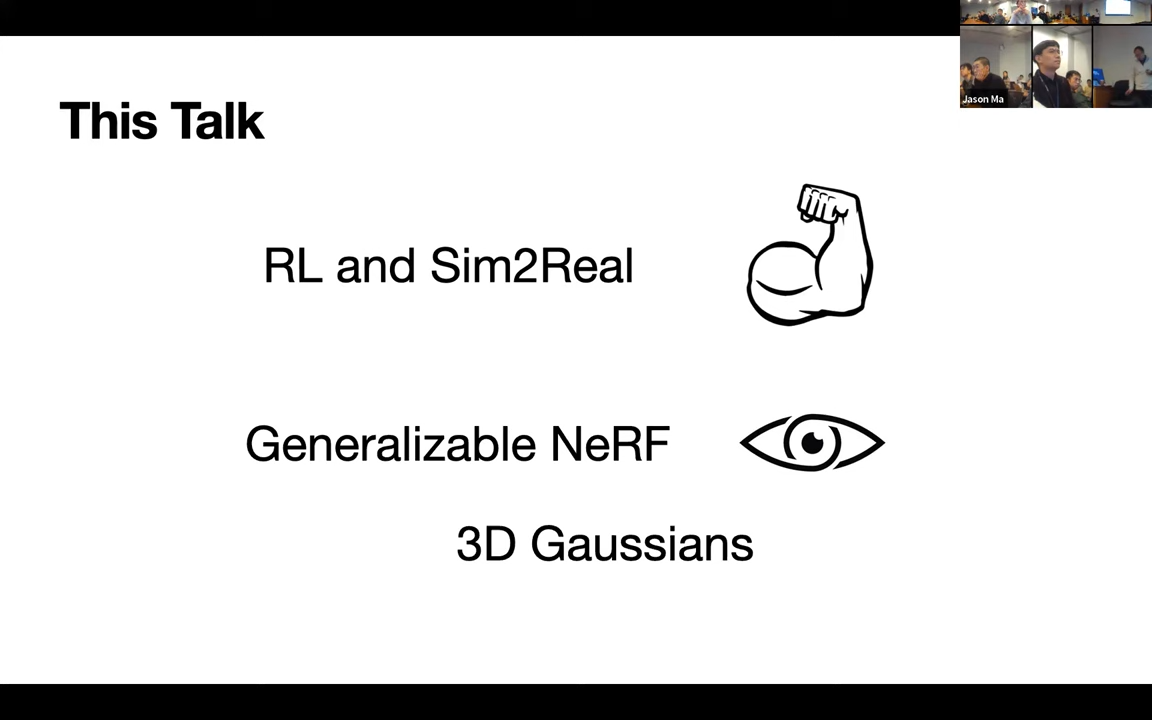 This Talk
RL and Sim2Real
Generalizable NeRF
3D Gaussians
Jason Ma